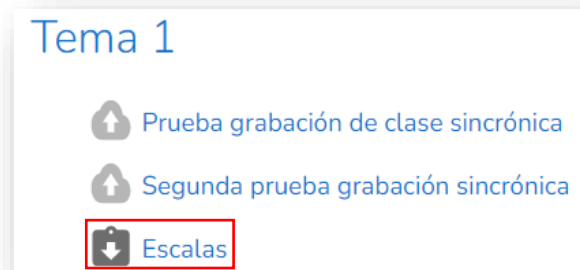 Tema 1
Prueba grabación de clase sincrónica
Segunda prueba grabación sincrónica
Escalas